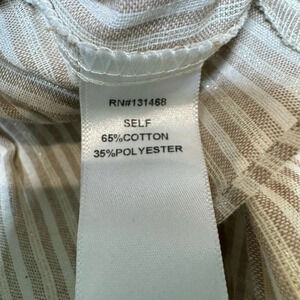 RN#131468
SELF
65%COTTON
35%POLYESTER